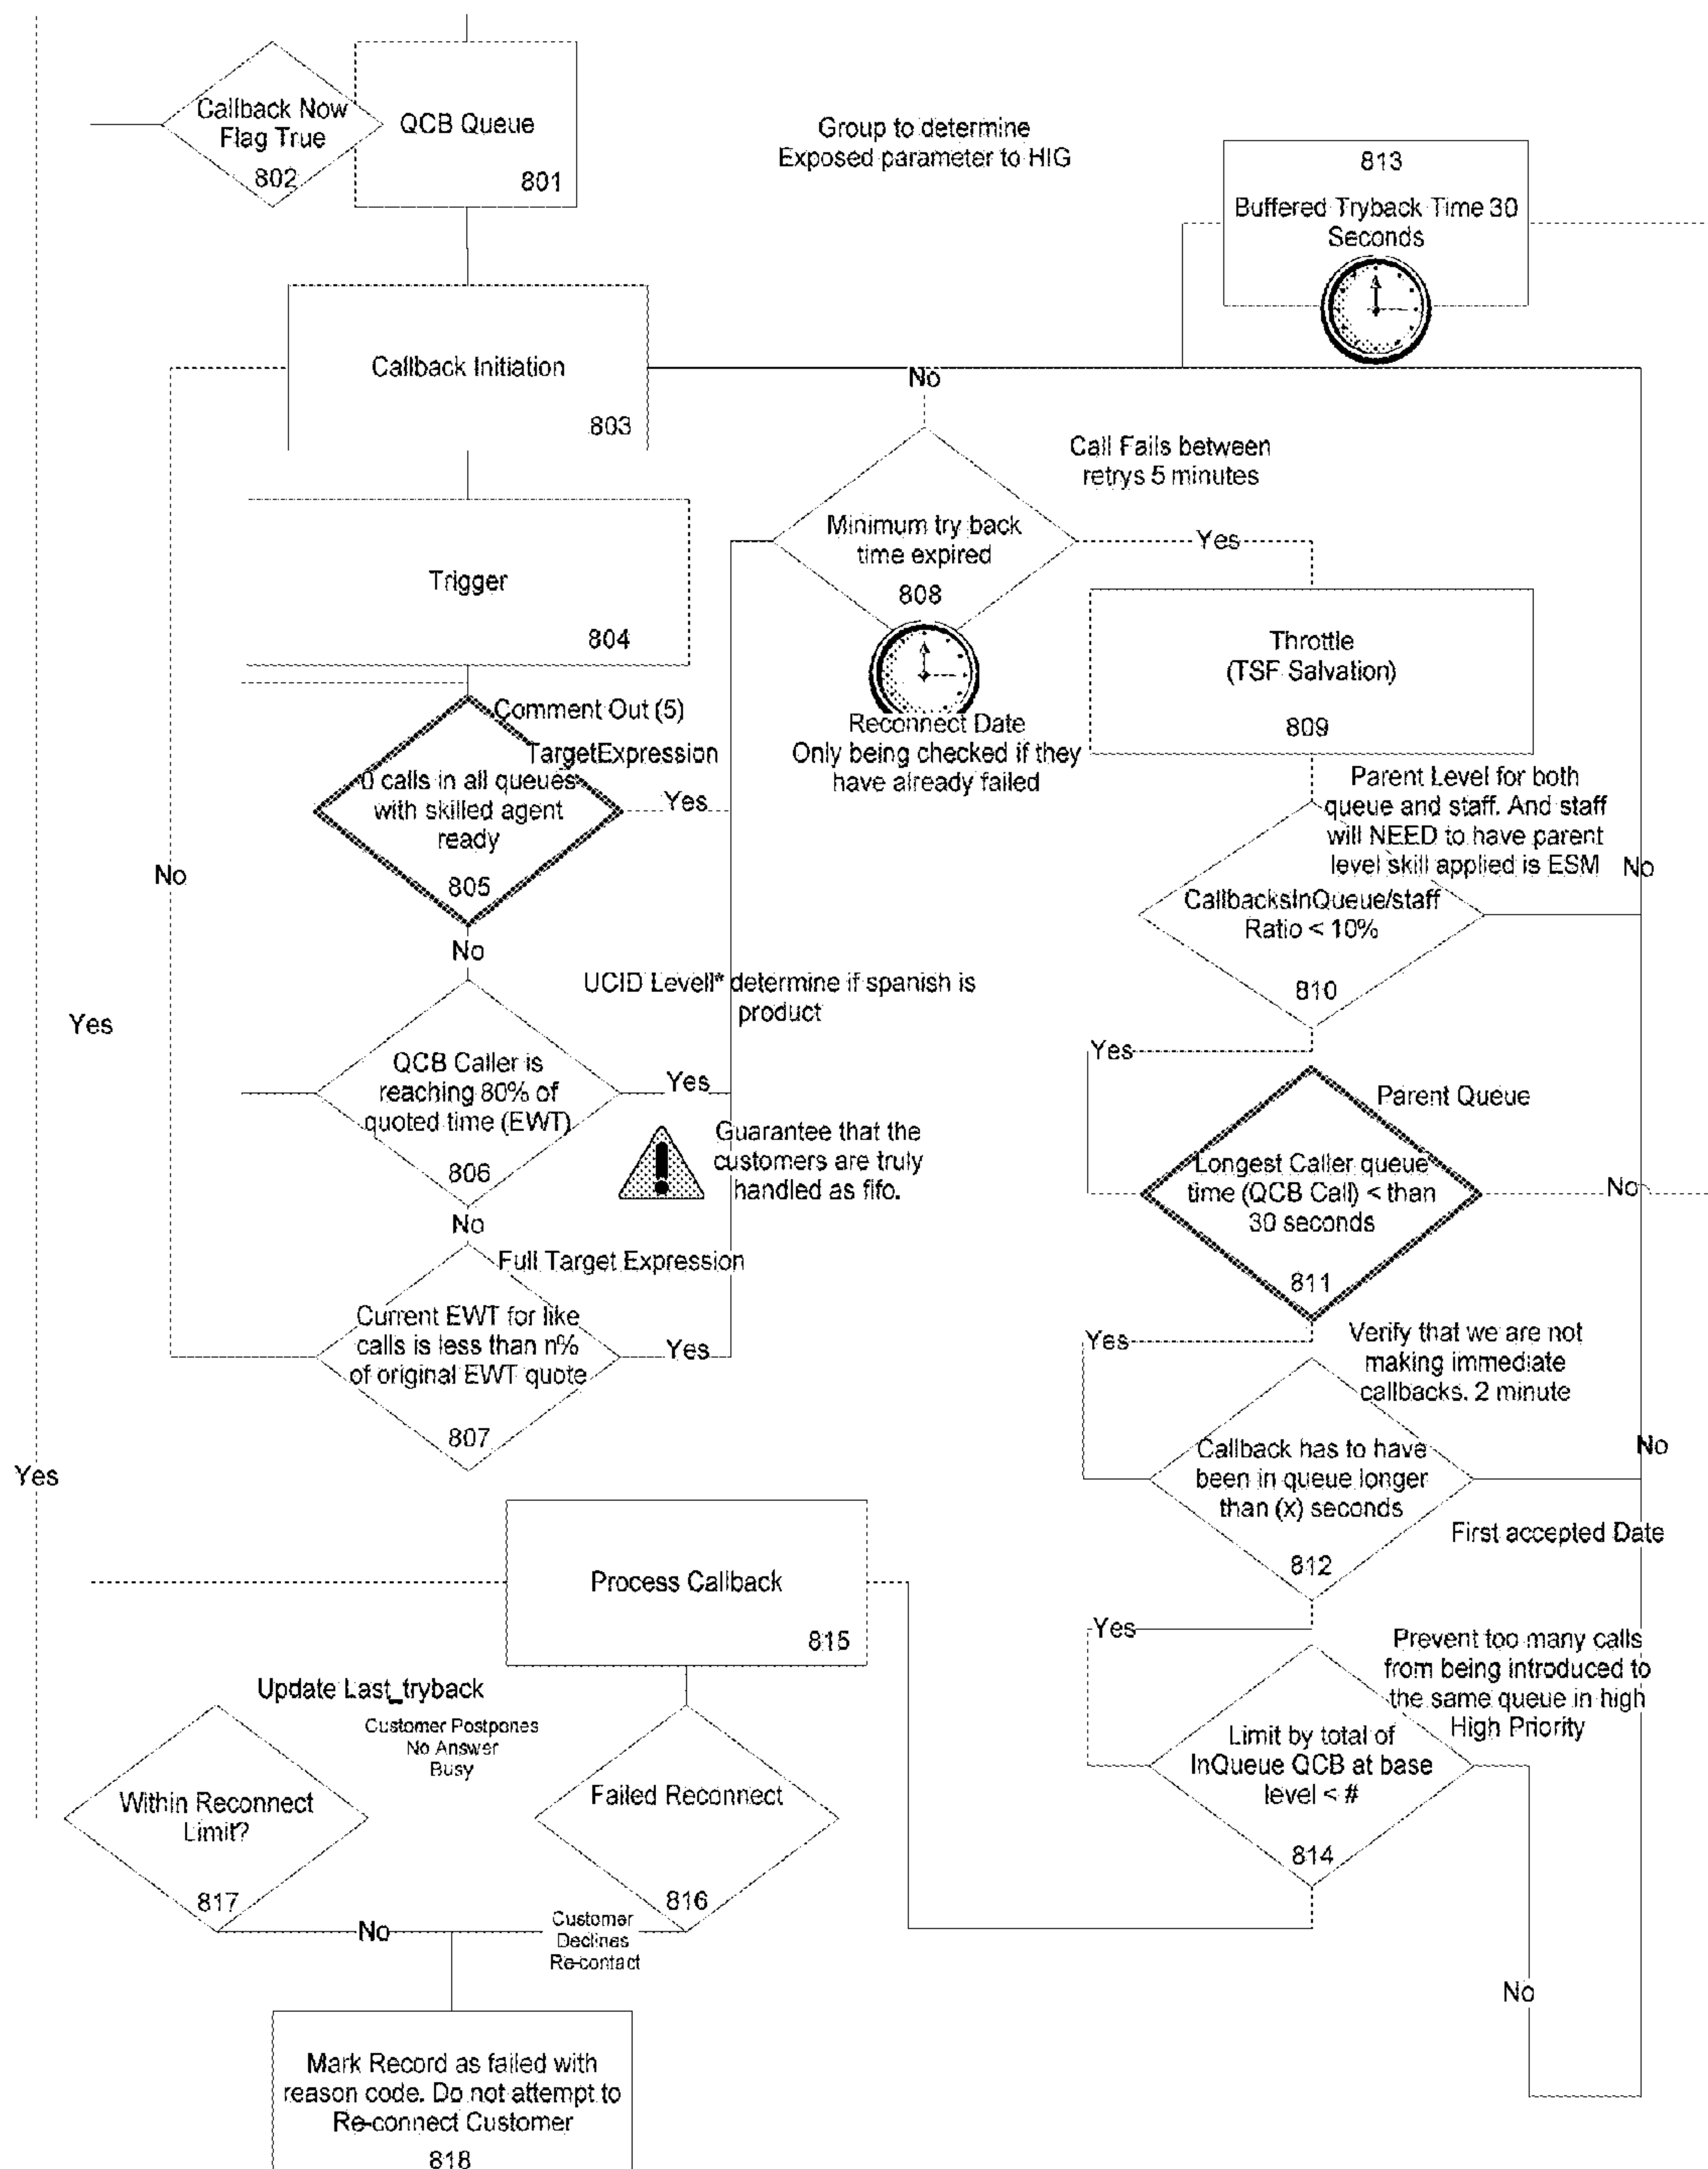 Callback Now
Flag True
802
QCB Queue
801
Group to determine
Exposed parameter to HIG
813
Buffered Tryback Time 30
Seconds
Callback Initiation
803
No
Call Fails between
retrys 5 minutes
Minimum try back
time expired
808
Yes
Trigger
804
Throttle
(TSF Salvation)
809
Reconnect Date
Only being checked if they
have already failed
Comment Out (5)
TargetExpression
0 calls in all queues
with skilled agent
ready
805
Yes
No
No
Parent Level for both
queue and staff. And staff
will NEED to have parent
level skill applied is ESM
No
CallbacksInQueue/staff
Ratio < 10%
810
Yes
UCID Levell* determine if spanish is
product
Yes
QCB Caller is
reaching 80% of
quoted time (EWT)
806
Yes
No
Guarantee that the
customers are truly
handled as fifo.
Parent Queue
Longest Caller queue
time (QCB Call) < than
30 seconds
811
No
Yes
Full Target Expression
Current EWT for like
calls is less than n%
of original EWT quote
807
Yes
Verify that we are not
making immediate
callbacks. 2 minute
Callback has to have
been in queue longer
than (x) seconds
812
No
First accepted Date
Yes
Yes
Process Callback
815
Update Last_tryback
Customer Postpones
No Answer
Busy
Prevent too many calls
from being introduced to
the same queue in high
High Priority
Limit by total of
InQueue QCB at base
level < #
814
No
Within Reconnect
Limit?
817
Failed Reconnect
816
No
Customer
Declines
Re-contact
Mark Record as failed with
reason code. Do not attempt to
Re-connect Customer
818